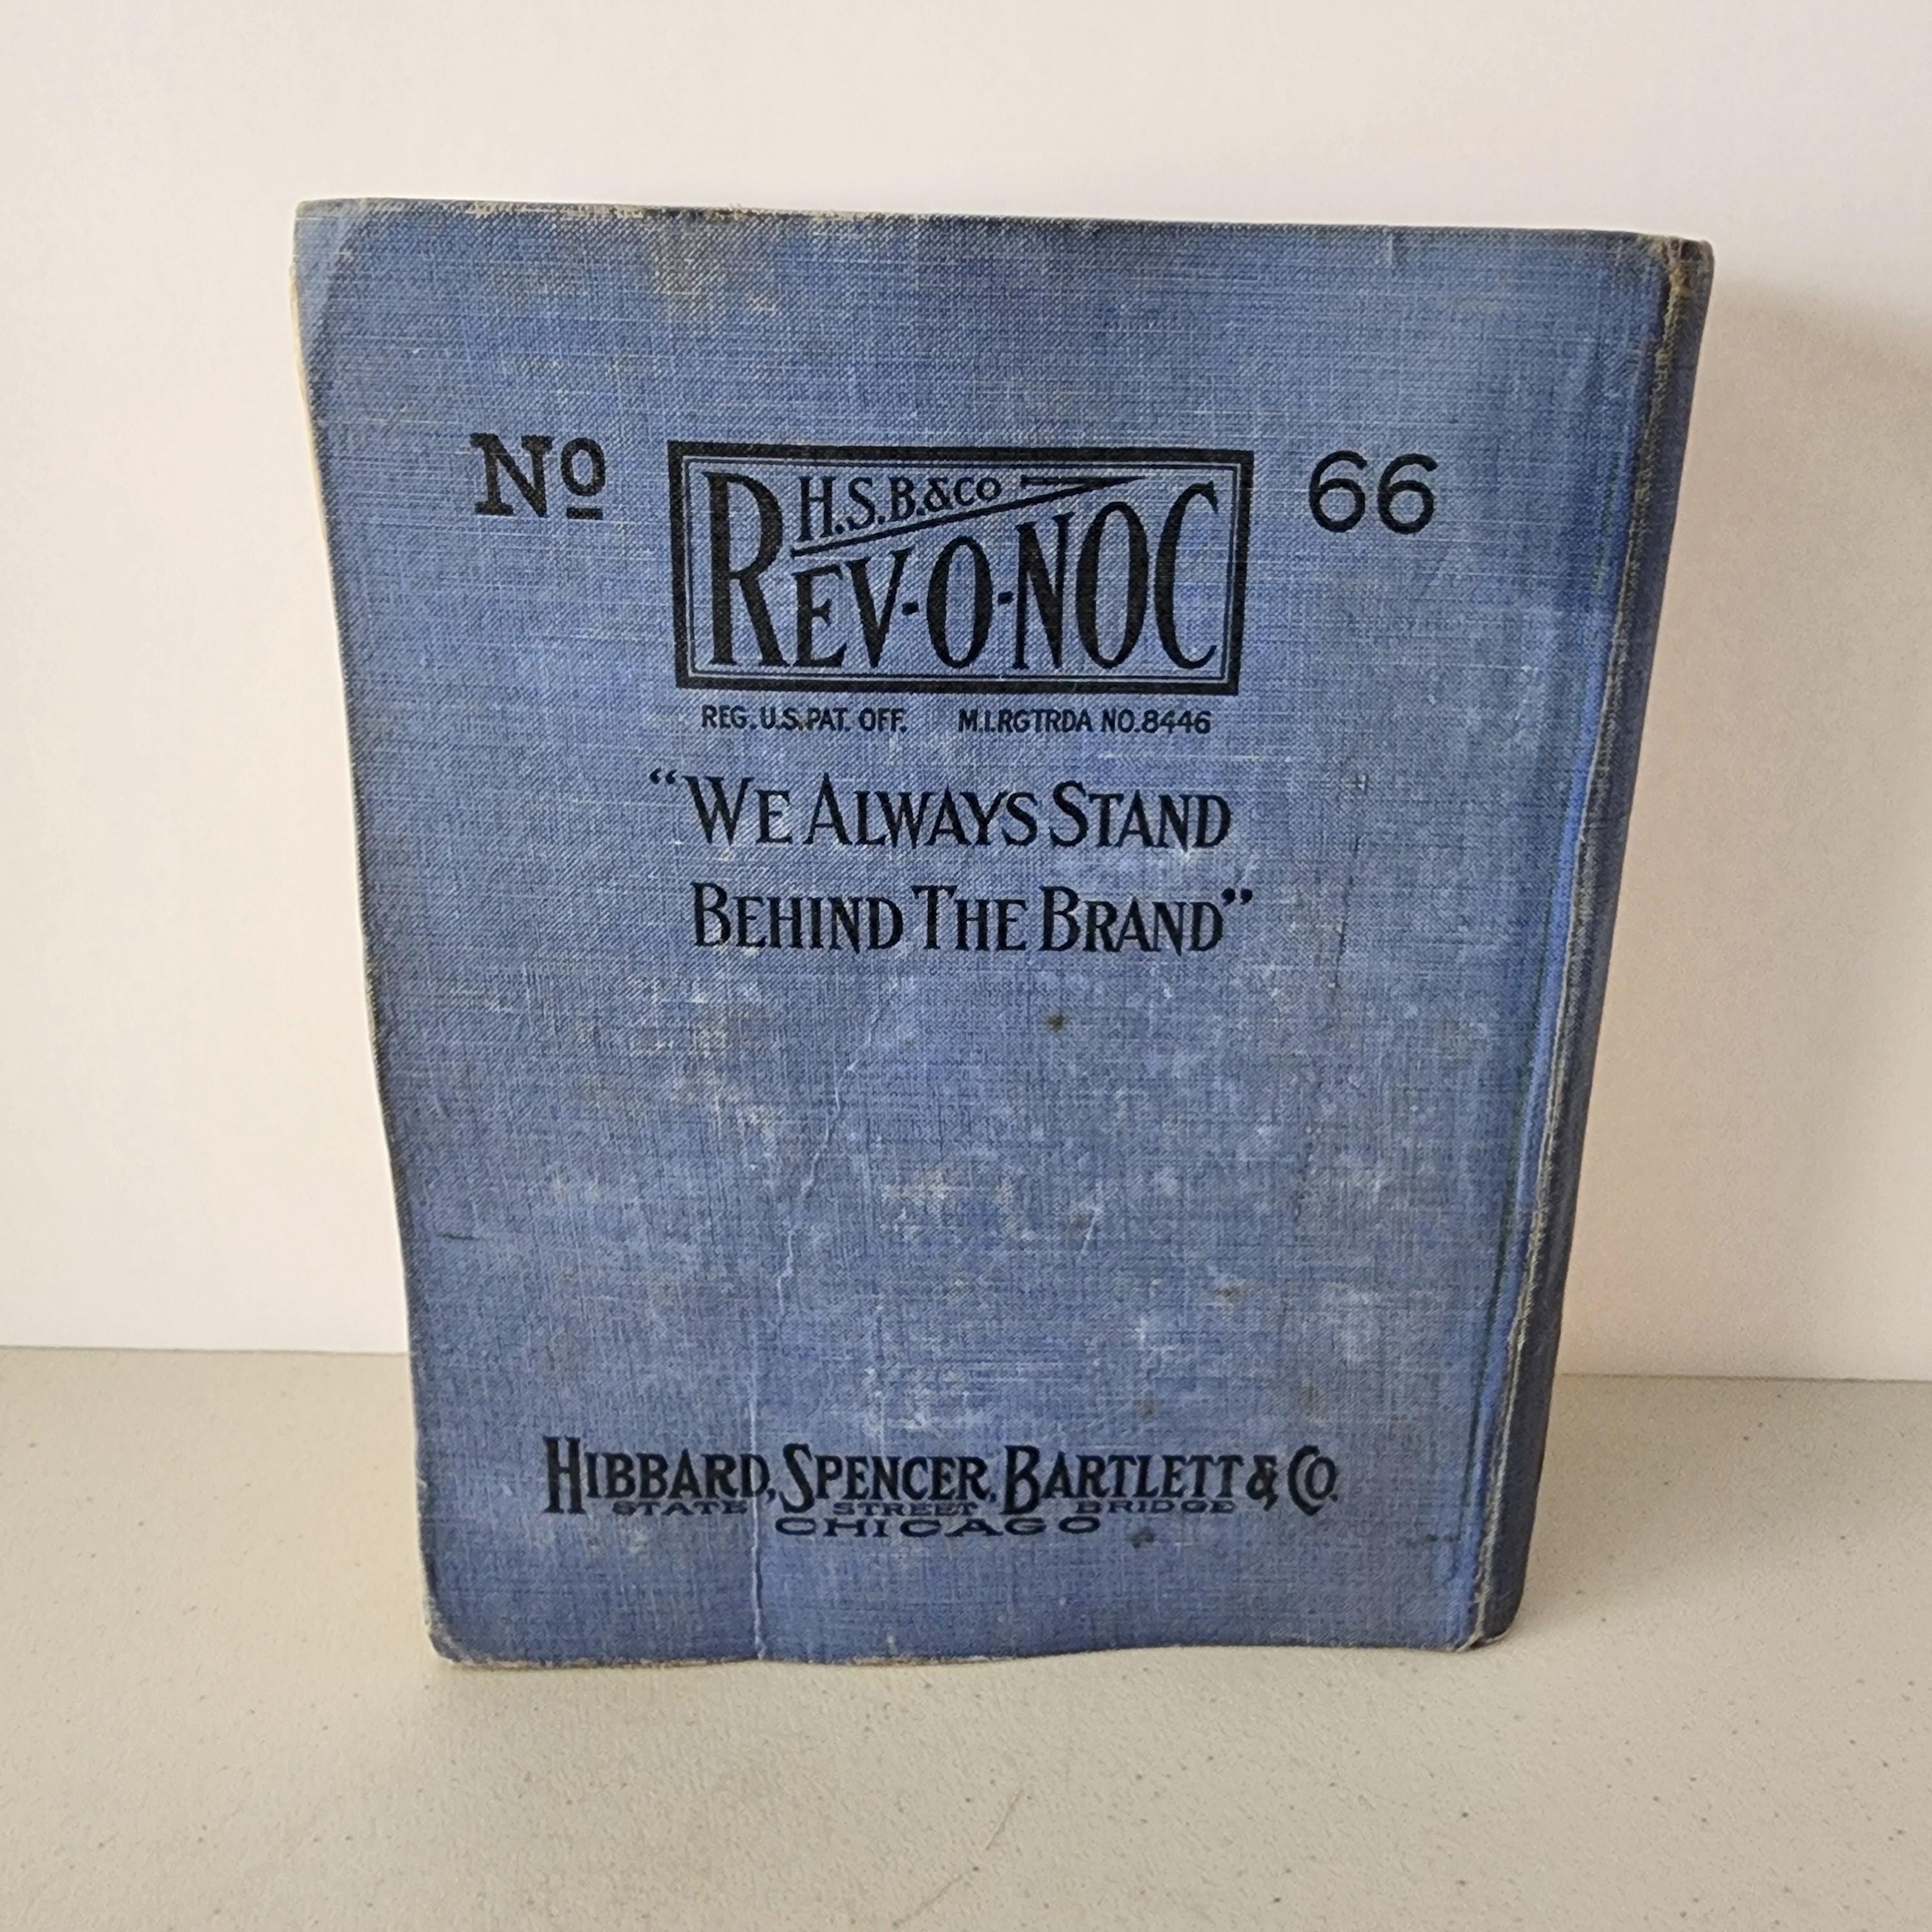 No 66
H.S.B.&Co
REV-O-NOC
REG. U.S. PAT. OFF. M.I.RGTRDA NO.8446
“WE ALWAYS STAND
BEHIND THE BRAND”
HIBBARD, SPENCER, BARTLETT & CO.
STATE STREET BRIDGE
CHICAGO